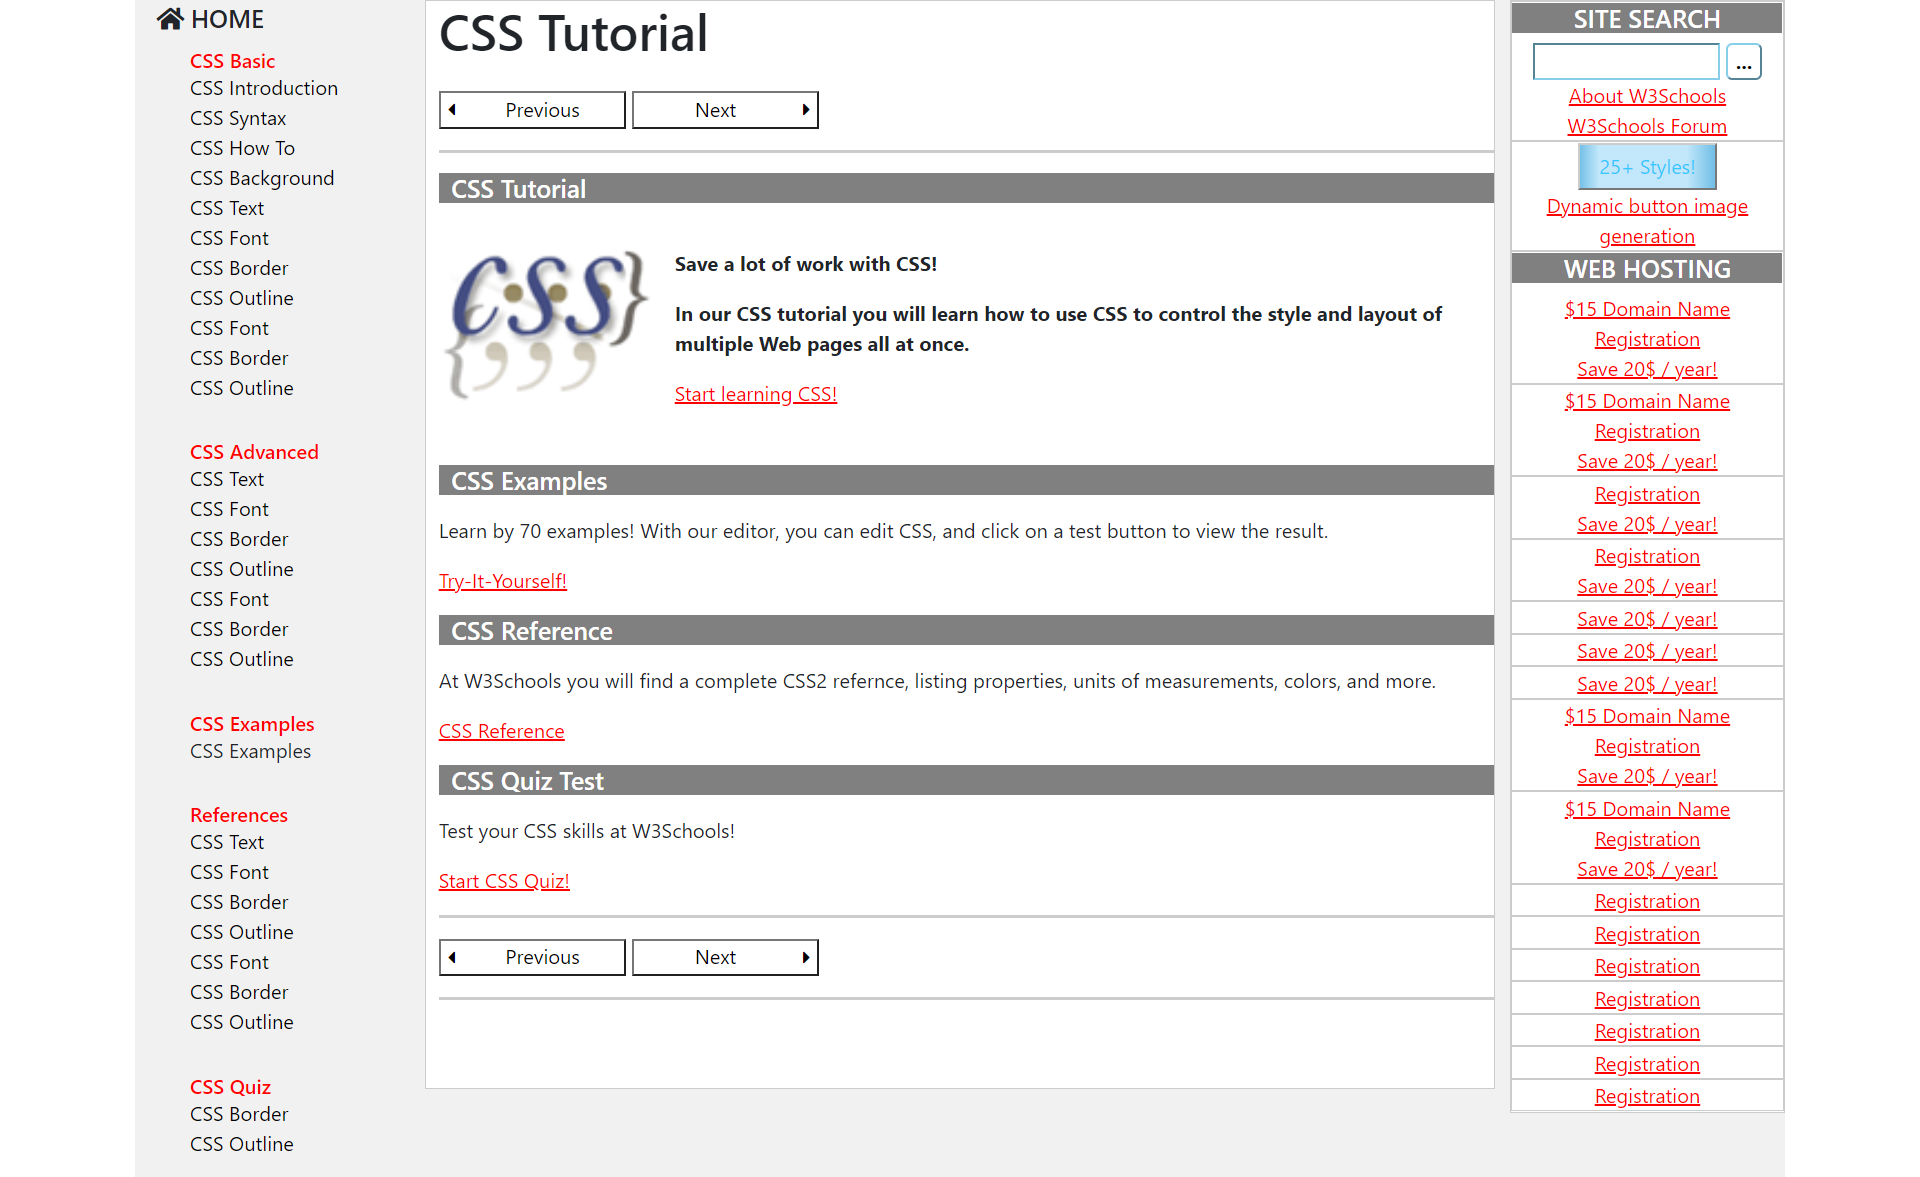 HOME
CSS Basic
CSS Introduction
CSS Syntax
CSS How To
CSS Background
CSS Text
CSS Font
CSS Border
CSS Outline
CSS Font
CSS Border
CSS Outline
CSS Advanced
CSS Text
CSS Font
CSS Border
CSS Outline
CSS Font
CSS Border
CSS Outline
CSS Examples
CSS Examples
References
CSS Text
CSS Font
CSS Border
CSS Outline
CSS Font
CSS Border
CSS Outline
CSS Quiz
CSS Border
CSS Outline
CSS Tutorial
Previous
Next
CSS Tutorial
CSS
Save a lot of work with CSS!
In our CSS tutorial you will learn how to use CSS to control the style and layout of
multiple Web pages all at once.
Start learning CSS!
CSS Examples
Learn by 70 examples! With our editor, you can edit CSS, and click on a test button to view the result.
Try-It-Yourself!
CSS Reference
At W3Schools you will find a complete CSS2 refernce, listing properties, units of measurements, colors, and more.
CSS Reference
CSS Quiz Test
Test your CSS skills at W3Schools!
Start CSS Quiz!
Previous
Next
SITE SEARCH
...
About W3Schools
W3Schools Forum
25+ Styles!
Dynamic button image
generation
WEB HOSTING
$15 Domain Name
Registration
Save 20$ / year!
$15 Domain Name
Registration
Save 20$ / year!
Registration
Save 20$ / year!
Registration
Save 20$ / year!
Save 20$ / year!
Save 20$ / year!
Save 20$ / year!
$15 Domain Name
Registration
Save 20$ / year!
$15 Domain Name
Registration
Save 20$ / year!
Registration
Registration
Registration
Registration
Registration
Registration
Registration